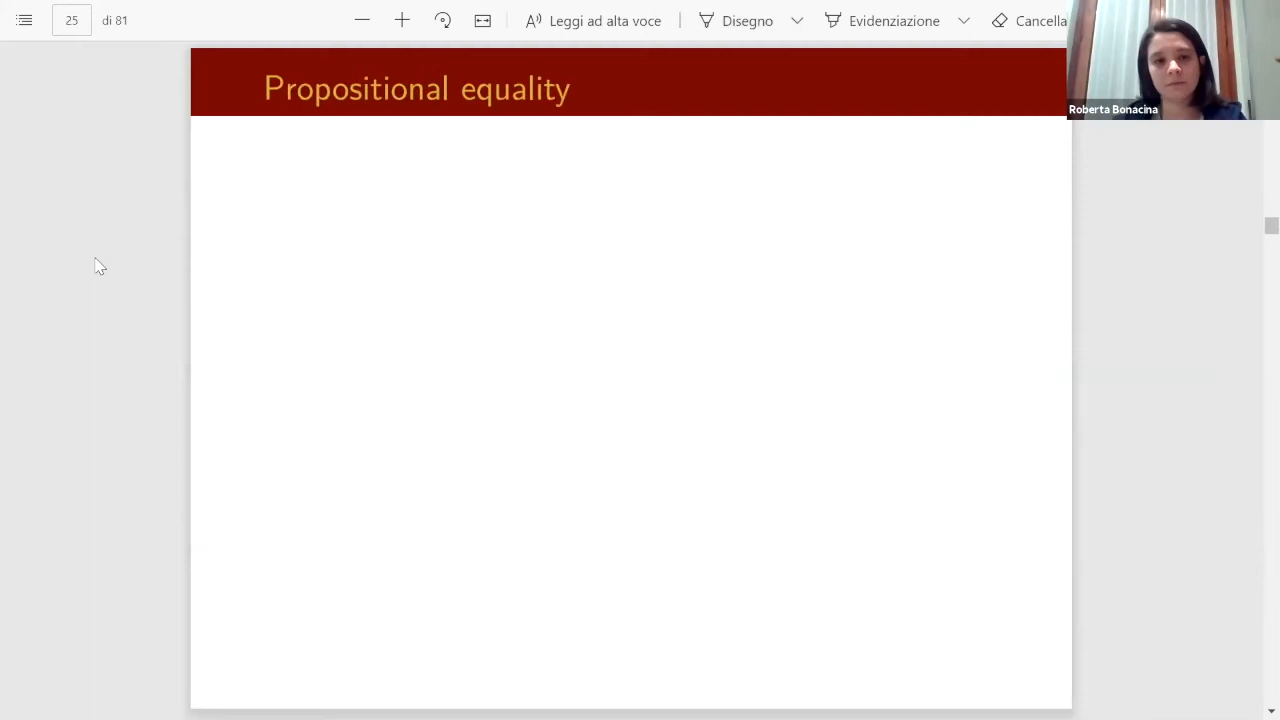 25 di 81 Leggi ad alta voce Disegno Evidenziazione Cancella
Propositional equality
Roberta Bonacina